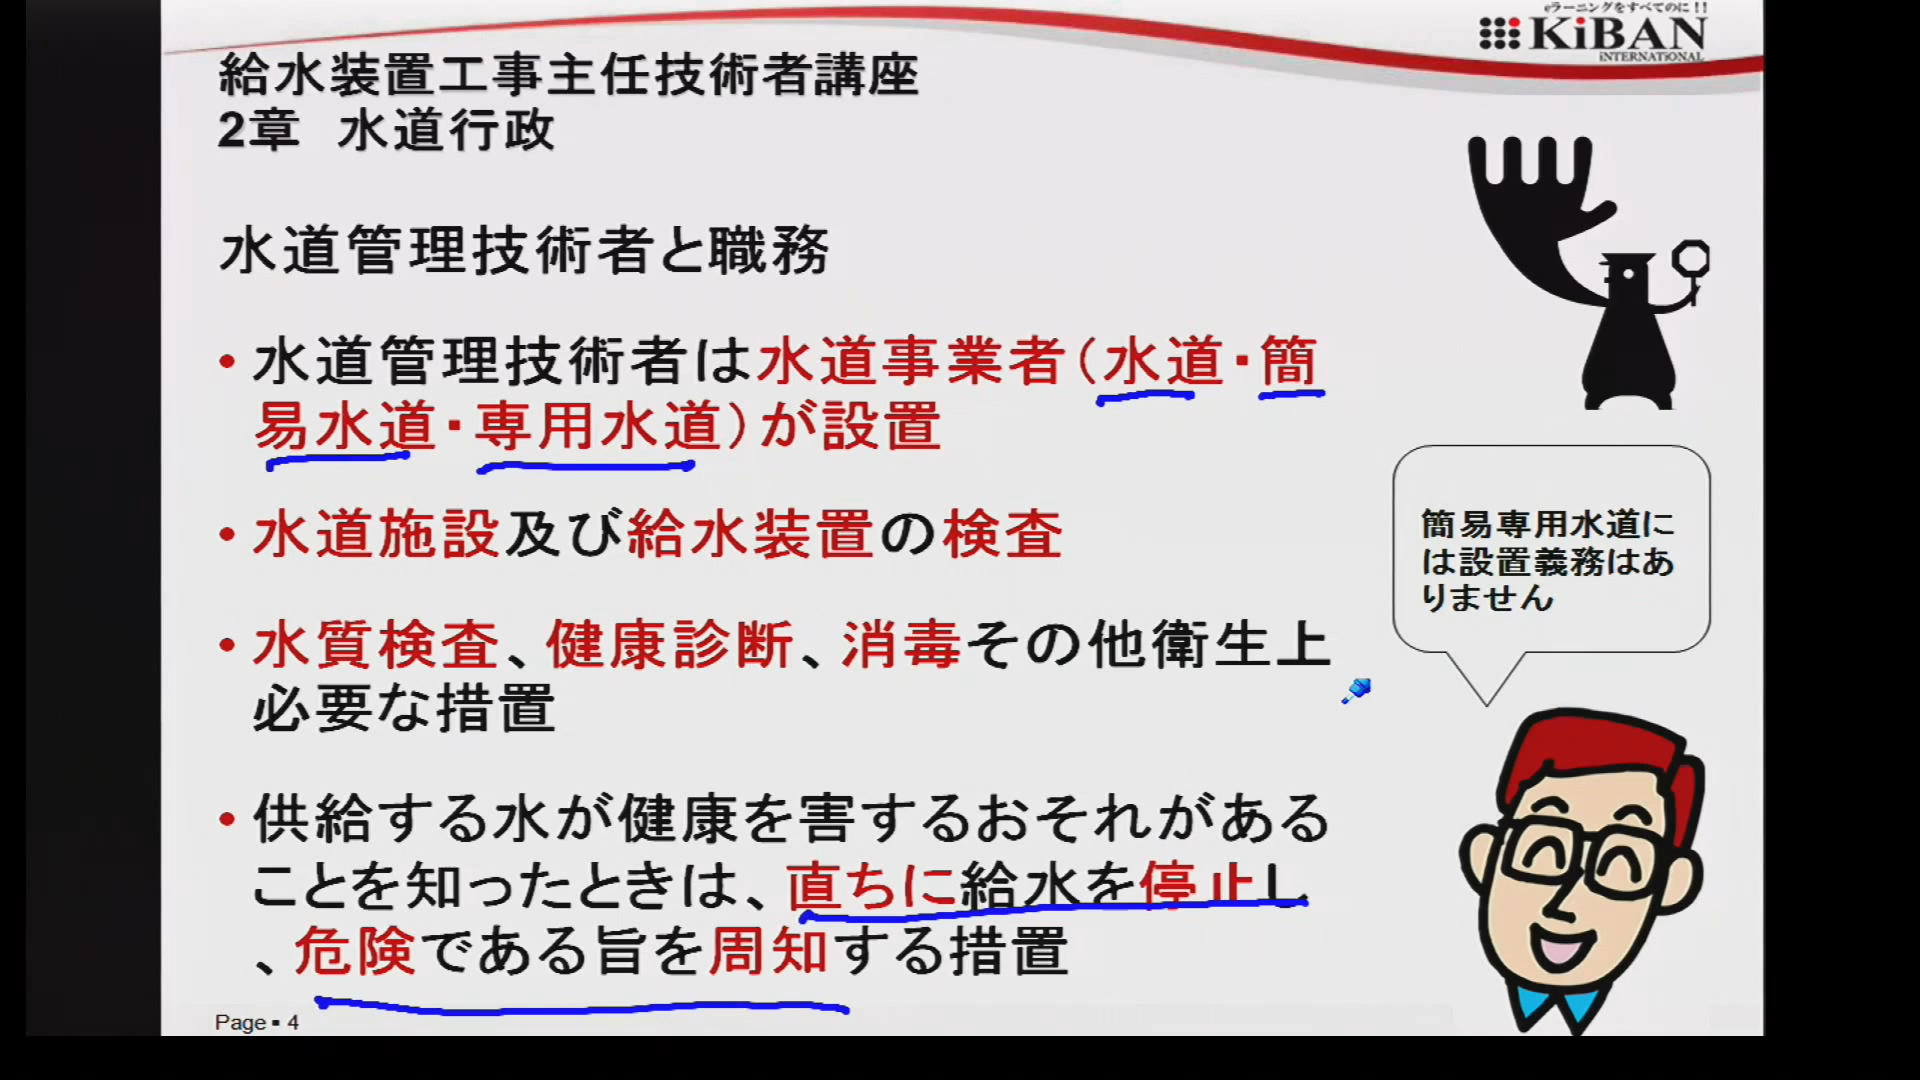 eラーニングをすべてのに!!
KiBAN
INTERNATIONAL
給水装置工事主任技術者講座
2章 水道行政
水道管理技術者と職務
・水道管理技術者は水道事業者(水道・簡
易水道・専用水道)が設置
・水道施設及び給水装置の検査
・水質検査、健康診断、消毒その他衛生上
必要な措置
・供給する水が健康を害するおそれがある
ことを知ったときは、直ちに給水を停止し
、危険である旨を周知する措置
簡易専用水道に
は設置義務はあ
りません
Page ▪ 4